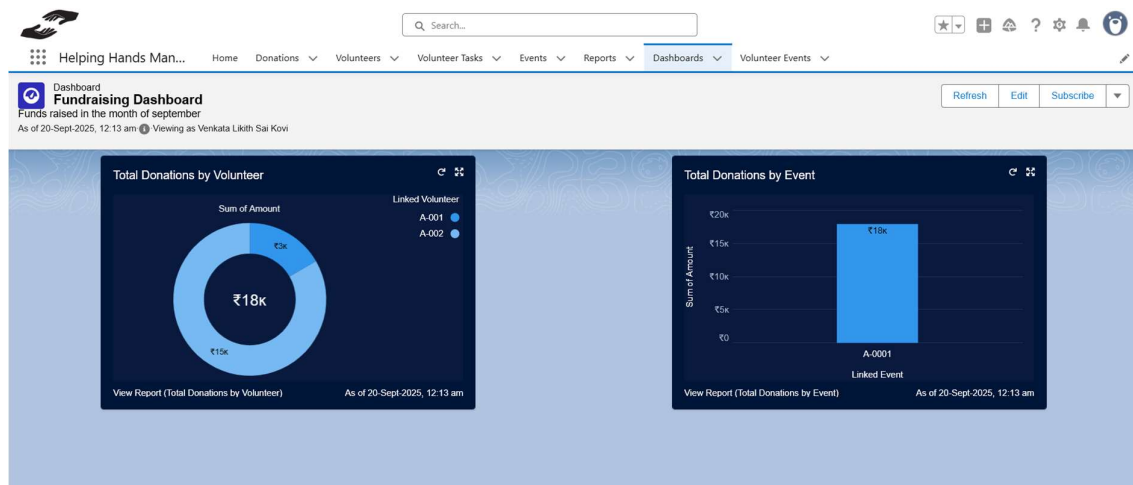 Search...
Helping Hands Man...
Home
Donations
Volunteers
Volunteer Tasks
Events
Reports
Dashboards
Volunteer Events
Dashboard
Fundraising Dashboard
Funds raised in the month of september
As of 20-Sept-2025, 12:13 am Viewing as Venkata Likith Sai Kovi
Refresh
Edit
Subscribe
Total Donations by Volunteer
Sum of Amount
Linked Volunteer
A-001
A-002
₹3K
₹18K
₹15K
View Report (Total Donations by Volunteer)
As of 20-Sept-2025, 12:13 am
Total Donations by Event
Sum of Amount
₹20K
₹15K
₹10K
₹5K
₹0
₹18K
A-0001
Linked Event
View Report (Total Donations by Event)
As of 20-Sept-2025, 12:13 am